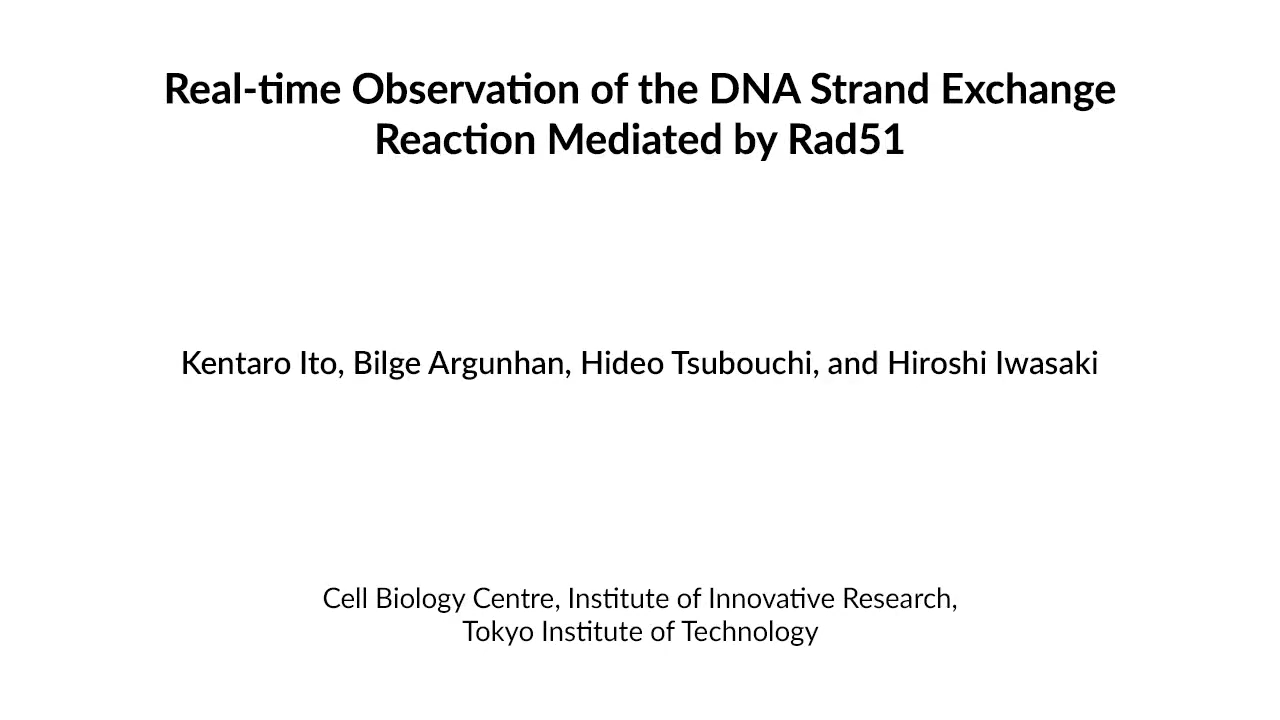 Real-time Observation of the DNA Strand Exchange
Reaction Mediated by Rad51
Kentaro Ito, Bilge Argunhan, Hideo Tsubouchi, and Hiroshi Iwasaki
Cell Biology Centre, Institute of Innovative Research,
Tokyo Institute of Technology